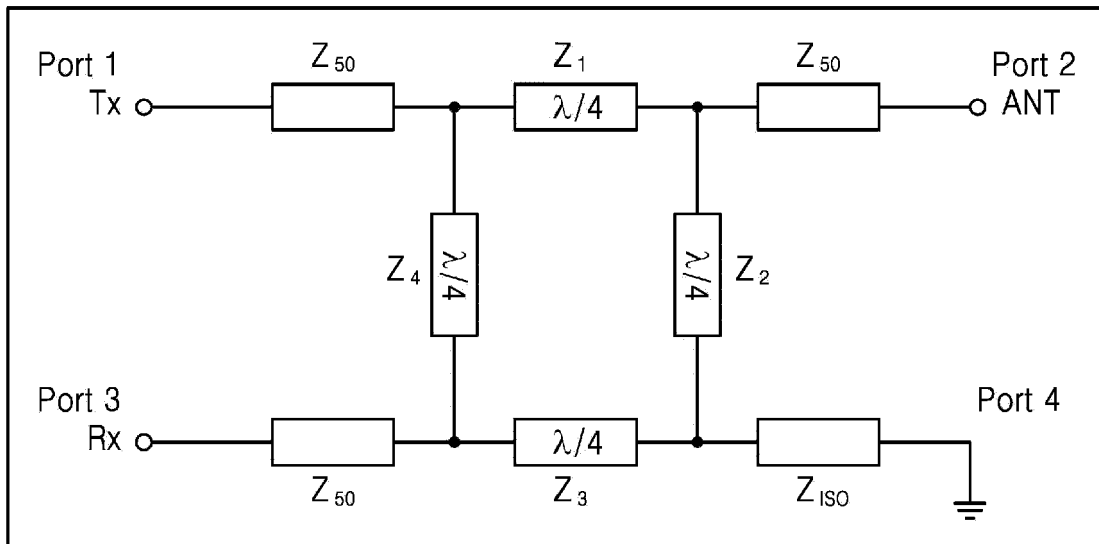 Port 1 Z50 Z1 Z50 Port 2
Tx λ/4 ANT
Z4 λ/4 λ/4 Z2
Port 3 Port 4
Rx λ/4
Z50 Z3 ZISO